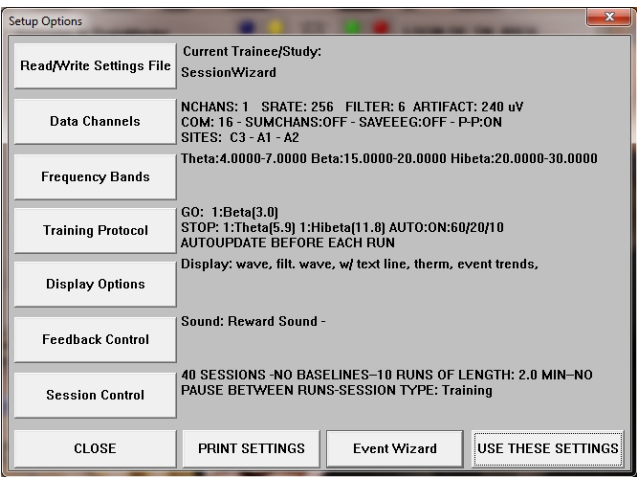 Setup Options
Read/Write Settings File
Current Trainee/Study:
SessionWizard
Data Channels
NCHANS: 1 SRATE: 256 FILTER: 6 ARTIFACT: 240 uV
COM: 16 - SUMCHANS:OFF - SAVEEEG:OFF - P-P:ON
SITES: C3 - A1 - A2
Frequency Bands
Theta:4.0000-7.0000 Beta:15.0000-20.0000 Hibeta:20.0000-30.0000
Training Protocol
GO: 1:Beta(3.0)
STOP: 1:Theta(5.9) 1:Hibeta(11.8) AUTO:ON:60/20/10
AUTOUPDATE BEFORE EACH RUN
Display Options
Display: wave, filt. wave, w/ text line, therm, event trends,
Feedback Control
Sound: Reward Sound -
Session Control
40 SESSIONS -NO BASELINES--10 RUNS OF LENGTH: 2.0 MIN--NO
PAUSE BETWEEN RUNS-SESSION TYPE: Training
CLOSE
PRINT SETTINGS
Event Wizard
USE THESE SETTINGS